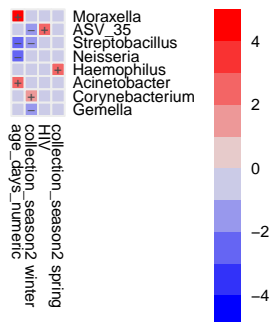 Moraxella
− + ASV_35
− − Streptobacillus
− Neisseria
+ Haemophilus
+ Acinetobacter
+ Corynebacterium
− Gemella
age_days_numeric
collection_season2 winter
HIV
collection_season2 spring
4
2
0
−2
−4